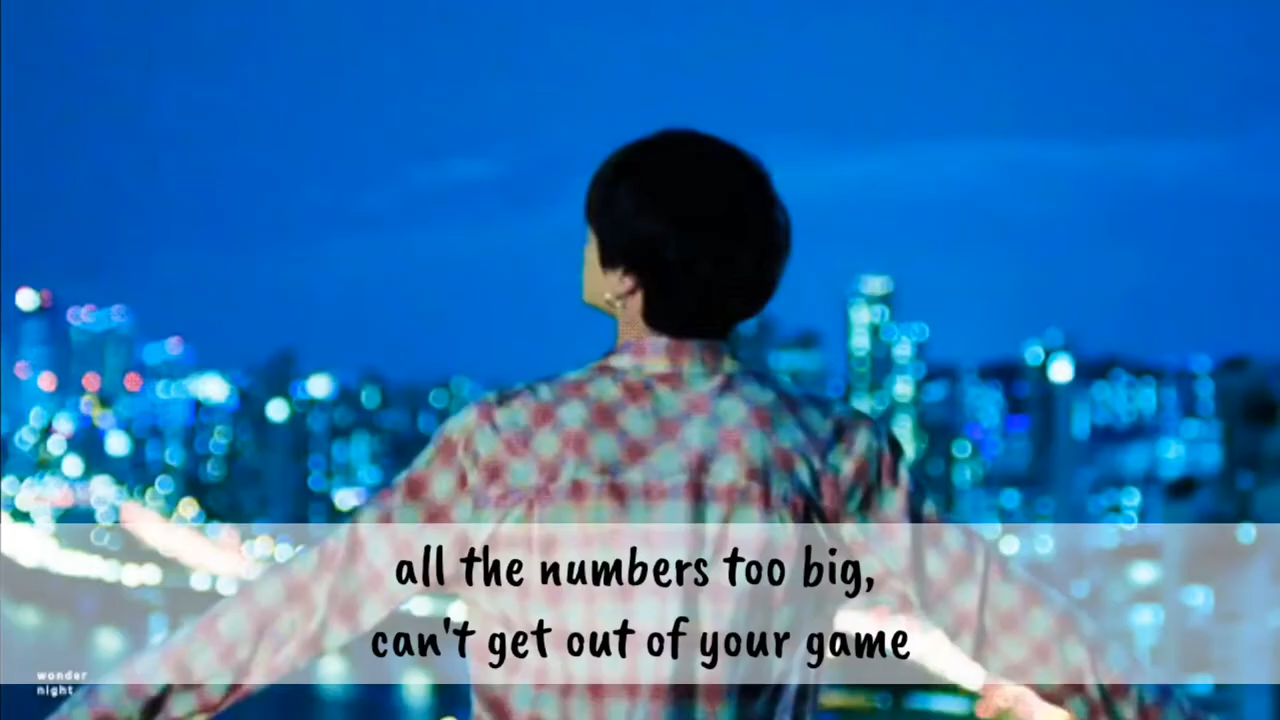 all the numbers too big,
can't get out of your game
wonder
night